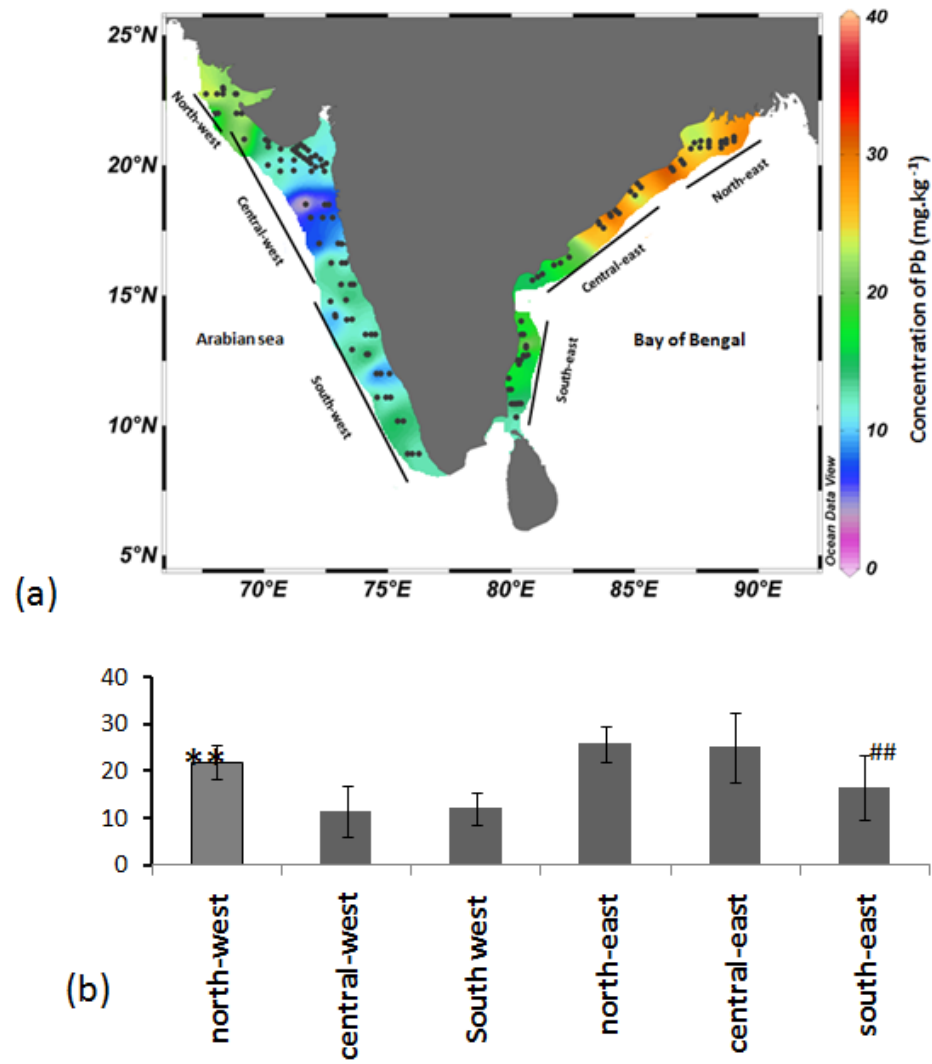 25°N
20°N
15°N
10°N
5°N
70°E
75°E
80°E
85°E
90°E
North-west
Central-west
South-west
Arabian sea
North-east
Central-east
South-east
Bay of Bengal
Ocean Data View
40
30
20
10
0
Concentration of Pb (mg.kg⁻¹)
(a)
40
30
20
10
0
**
##
north-west
central-west
South west
north-east
central-east
south-east
(b)